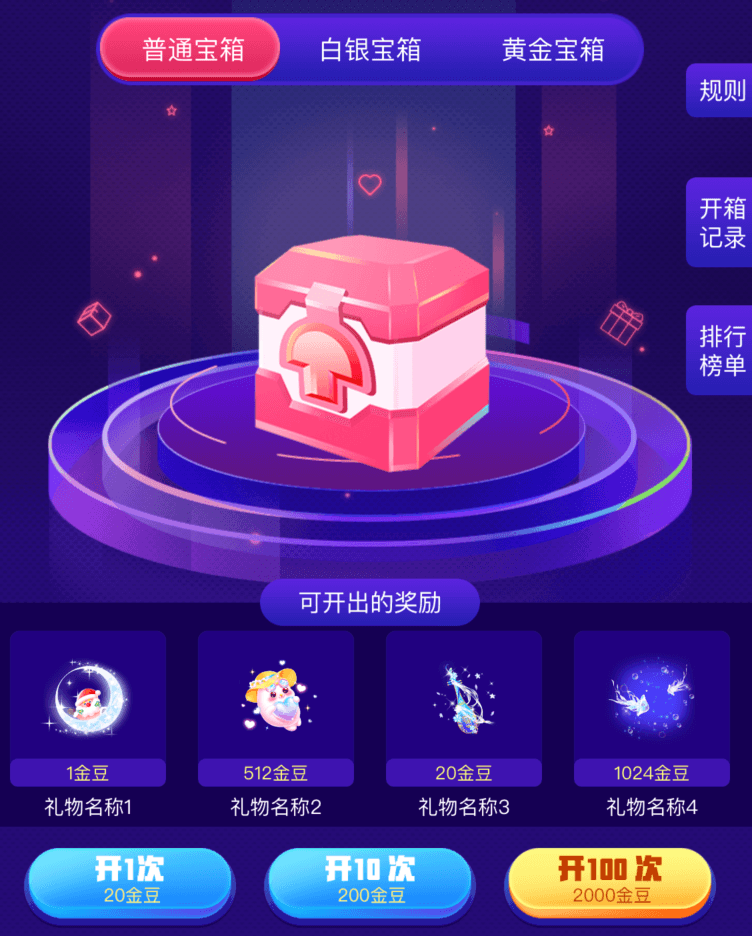 普通宝箱 白银宝箱 黄金宝箱
规则
开箱
记录
排行
榜单
可开出的奖励
1金豆 512金豆 20金豆 1024金豆
礼物名称1 礼物名称2 礼物名称3 礼物名称4
开1次 开10次 开100次
20金豆 200金豆 2000金豆